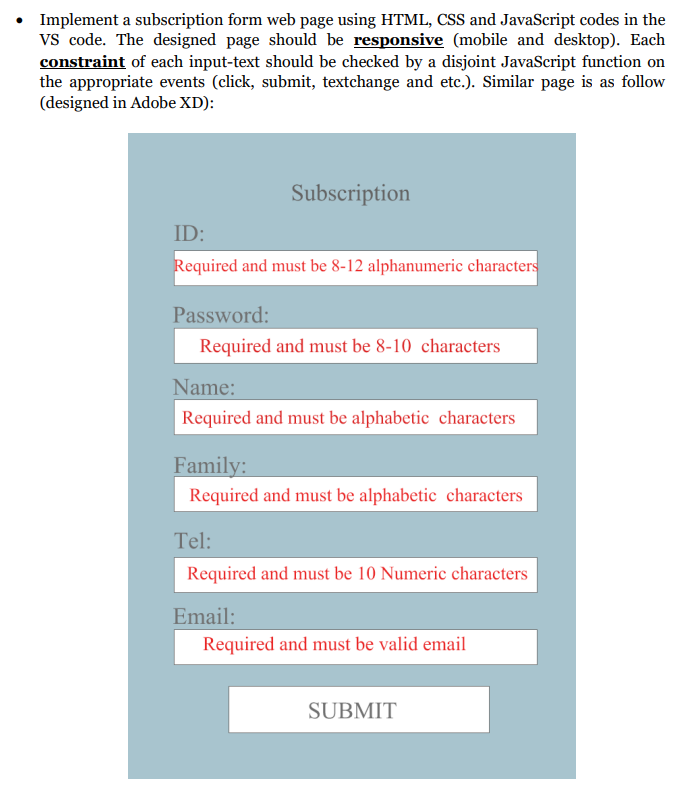 • Implement a subscription form web page using HTML, CSS and JavaScript codes in the
VS code. The designed page should be responsive (mobile and desktop). Each
constraint of each input-text should be checked by a disjoint JavaScript function on
the appropriate events (click, submit, textchange and etc.). Similar page is as follow
(designed in Adobe XD):
Subscription
ID:
Required and must be 8-12 alphanumeric characters
Password:
Required and must be 8-10 characters
Name:
Required and must be alphabetic characters
Family:
Required and must be alphabetic characters
Tel:
Required and must be 10 Numeric characters
Email:
Required and must be valid email
SUBMIT